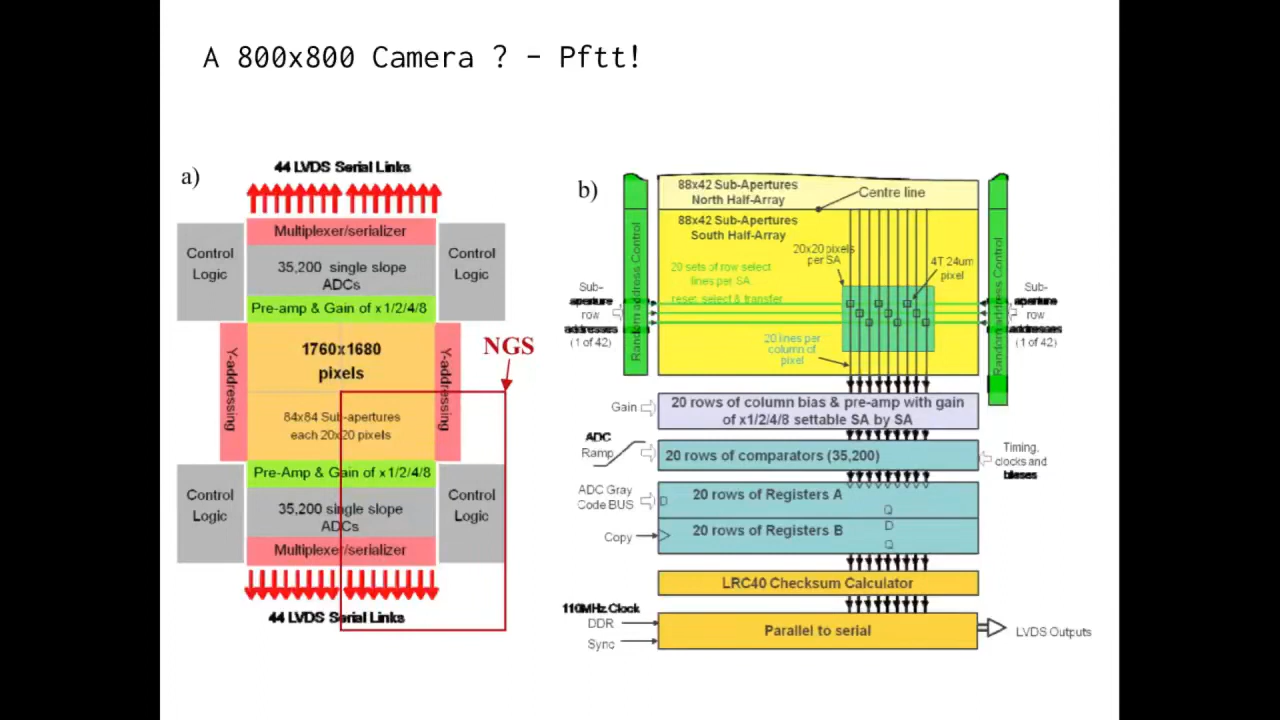 A 800x800 Camera ? - Pftt!
a)
44 LVDS Serial Links
Multiplexer/serializer
Control
Logic
35,200 single slope
ADCs
Control
Logic
Pre-amp & Gain of x1/2/4/8
Y-addressing
1760x1680
pixels
84x84 Sub-apertures
each 20x20 pixels
Y-addressing
NGS
Pre-Amp & Gain of x1/2/4/8
Control
Logic
35,200 single slope
ADCs
Control
Logic
Multiplexer/serializer
44 LVDS Serial Links
b)
88x42 Sub-Apertures
North Half-Array
Centre line
88x42 Sub-Apertures
South Half-Array
20x20 pixels
per SA
4T 24um
pixel
20 sets of row select
lines per SA
reset, select & transfer
Random address Control
Random address Control
Sub-
aperture
row
addresses
(1 of 42)
Sub-
aperture
row
addresses
(1 of 42)
20 lines per
column of
pixel
Gain
20 rows of column bias & pre-amp with gain
of x1/2/4/8 settable SA by SA
ADC
Ramp
20 rows of comparators (35,200)
Timing,
clocks and
biases
ADC Gray
Code BUS
D
20 rows of Registers A
Q
Copy
20 rows of Registers B
D
Q
LRC40 Checksum Calculator
110MHz Clock
DDR
Sync
Parallel to serial
LVDS Outputs